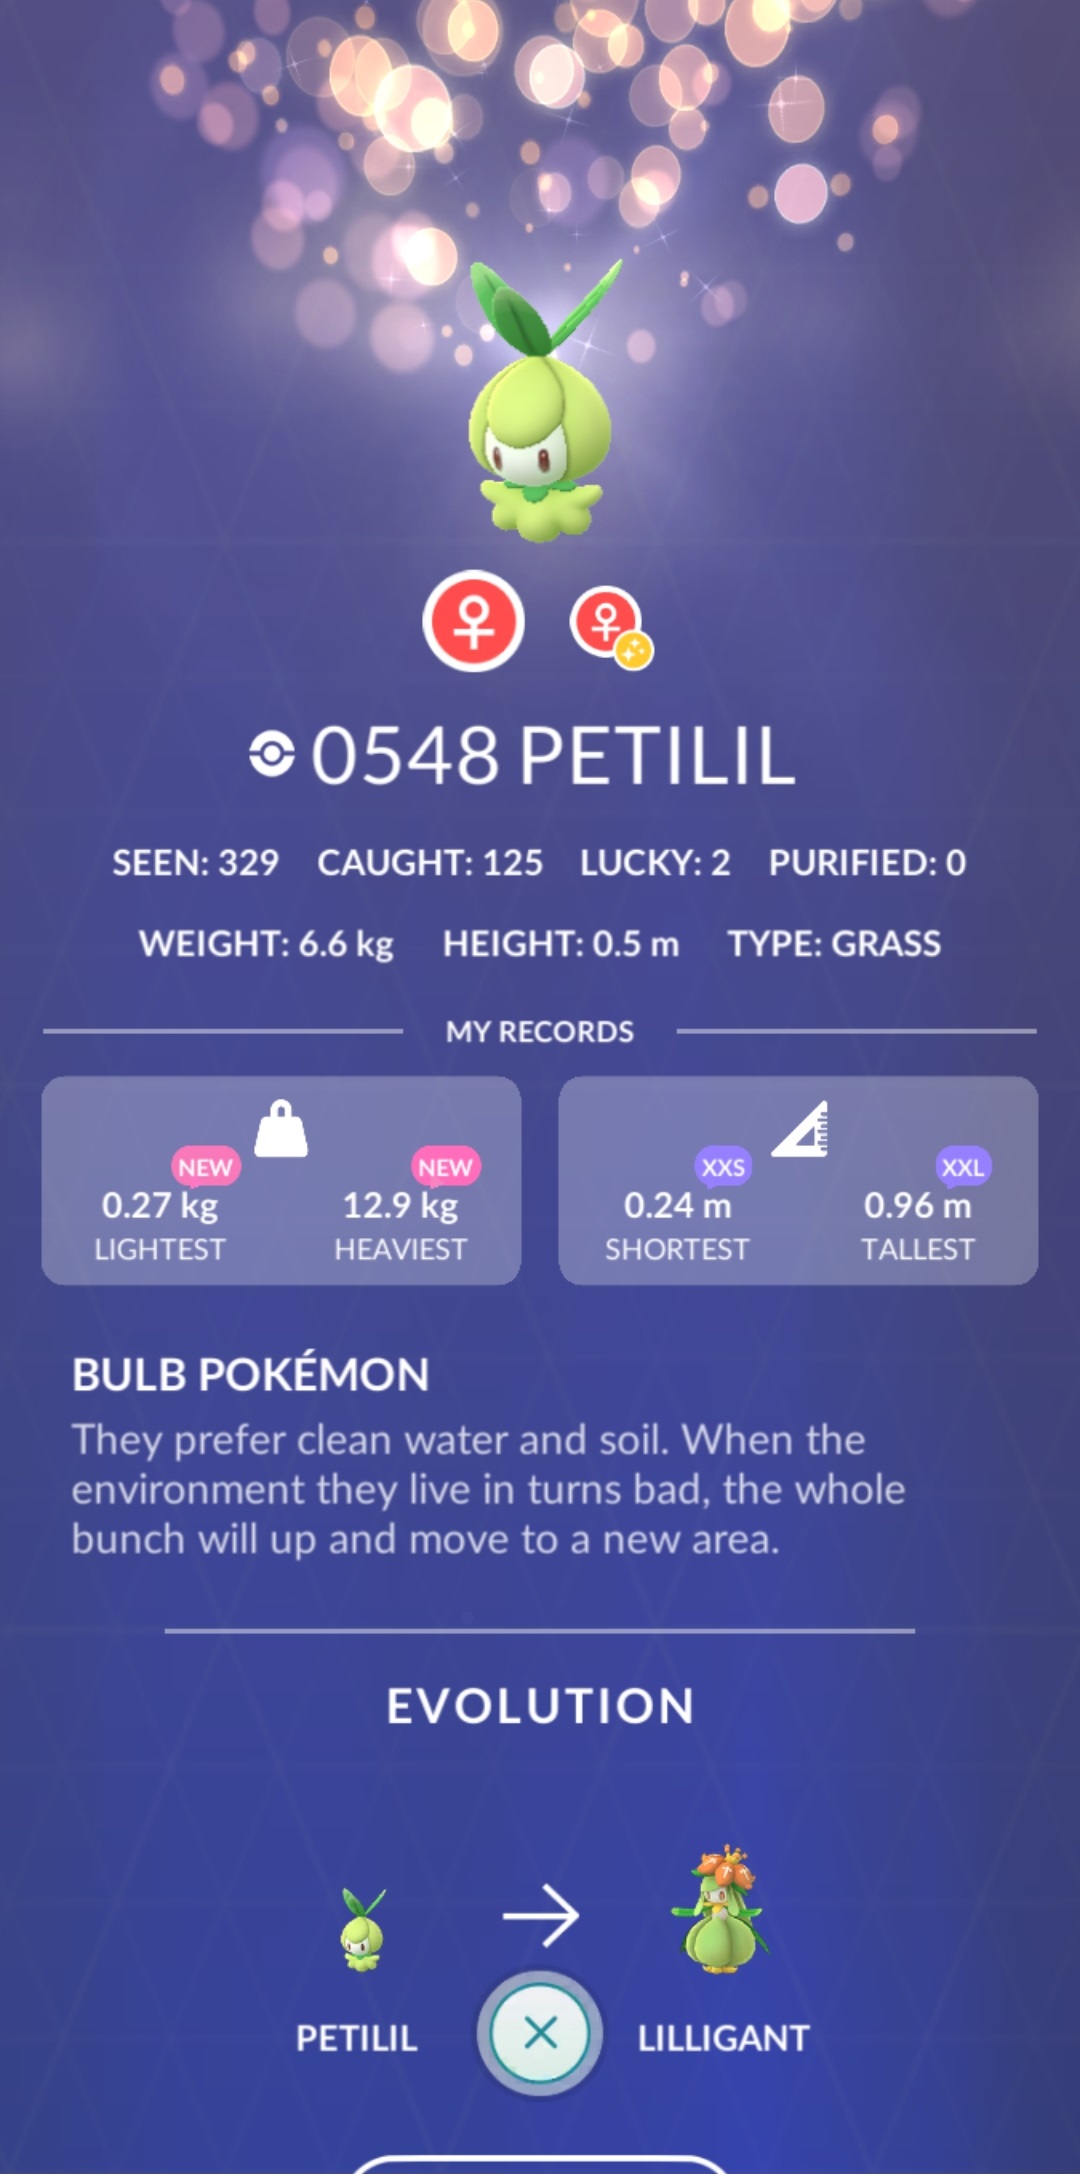 0548 PETILIL
SEEN: 329 CAUGHT: 125 LUCKY: 2 PURIFIED: 0
WEIGHT: 6.6 kg HEIGHT: 0.5 m TYPE: GRASS
MY RECORDS
NEW NEW XXS XXL
0.27 kg 12.9 kg 0.24 m 0.96 m
LIGHTEST HEAVIEST SHORTEST TALLEST
BULB POKÉMON
They prefer clean water and soil. When the
environment they live in turns bad, the whole
bunch will up and move to a new area.
EVOLUTION
PETILIL LILLIGANT